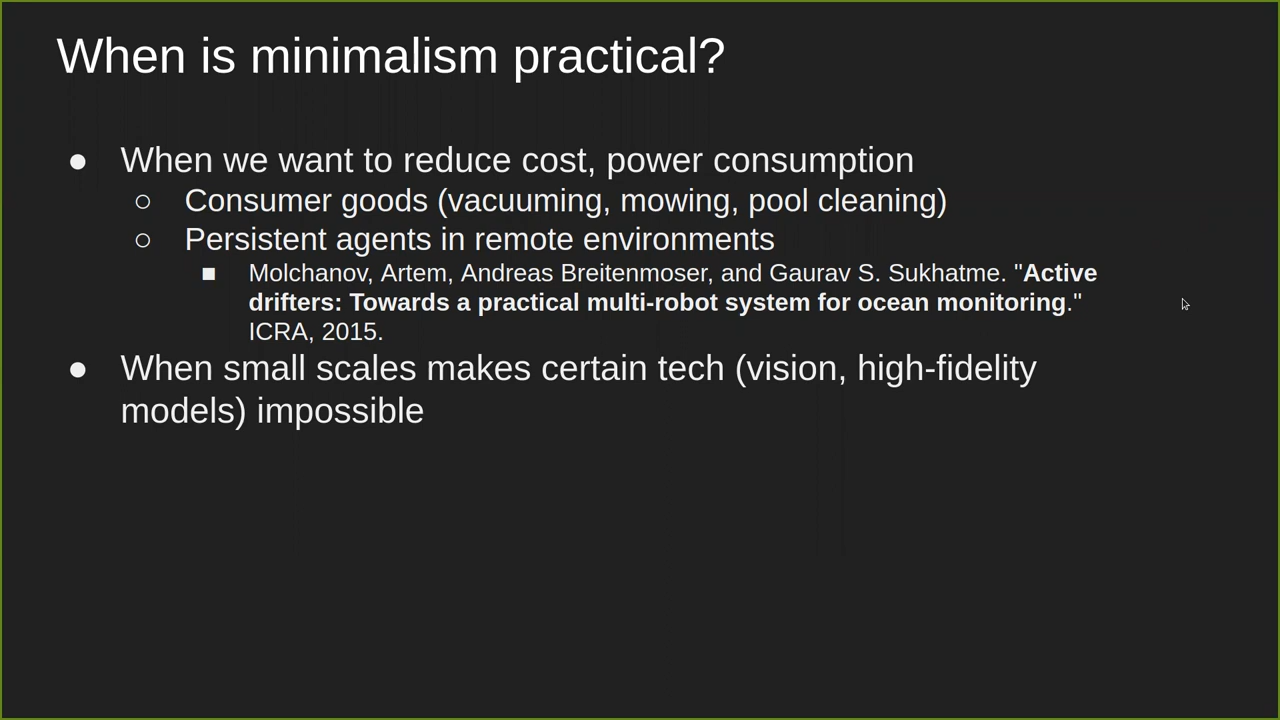 When is minimalism practical?
● When we want to reduce cost, power consumption
○ Consumer goods (vacuuming, mowing, pool cleaning)
○ Persistent agents in remote environments
■ Molchanov, Artem, Andreas Breitenmoser, and Gaurav S. Sukhatme. "Active
drifters: Towards a practical multi-robot system for ocean monitoring."
ICRA, 2015.
● When small scales makes certain tech (vision, high-fidelity
models) impossible